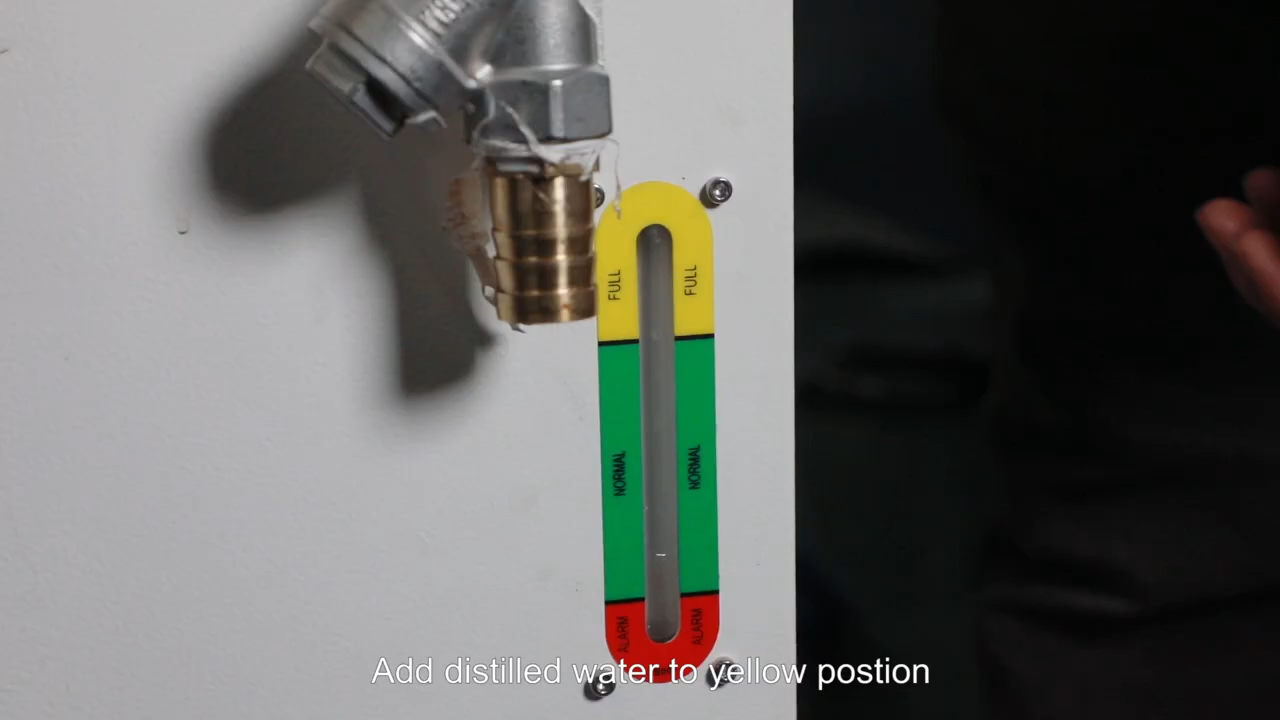 FULL FULL
NORMAL NORMAL
ALARM ALARM
Add distilled water to yellow postion